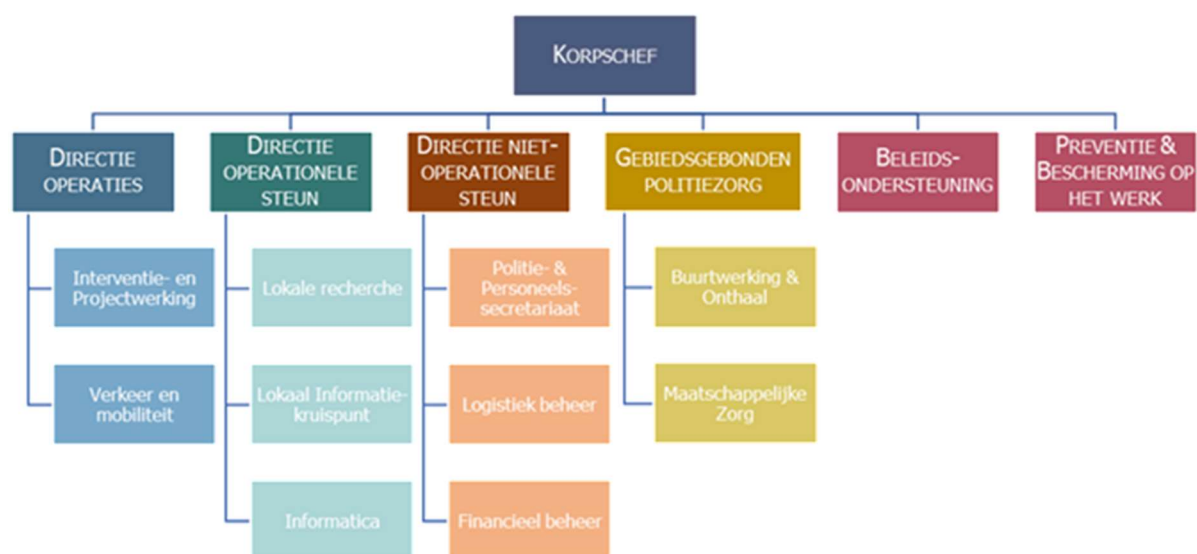 KORPSCHEF
DIRECTIE
OPERATIES
DIRECTIE
OPERATIONELE
STEUN
DIRECTIE NIET-
OPERATIONELE
STEUN
GEBIEDSGEBONDEN
POLITIEZORG
BELEIDS-
ONDERSTEUNING
PREVENTIE &
BESCHERMING OP
HET WERK
Interventie- en
Projectwerking
Verkeer en
mobiliteit
Lokale recherche
Lokaal Informatie-
kruispunt
Informatica
Politie- &
Personeels-
secretariaat
Logistiek beheer
Financieel beheer
Buurtwerking &
Onthaal
Maatschappelijke
Zorg